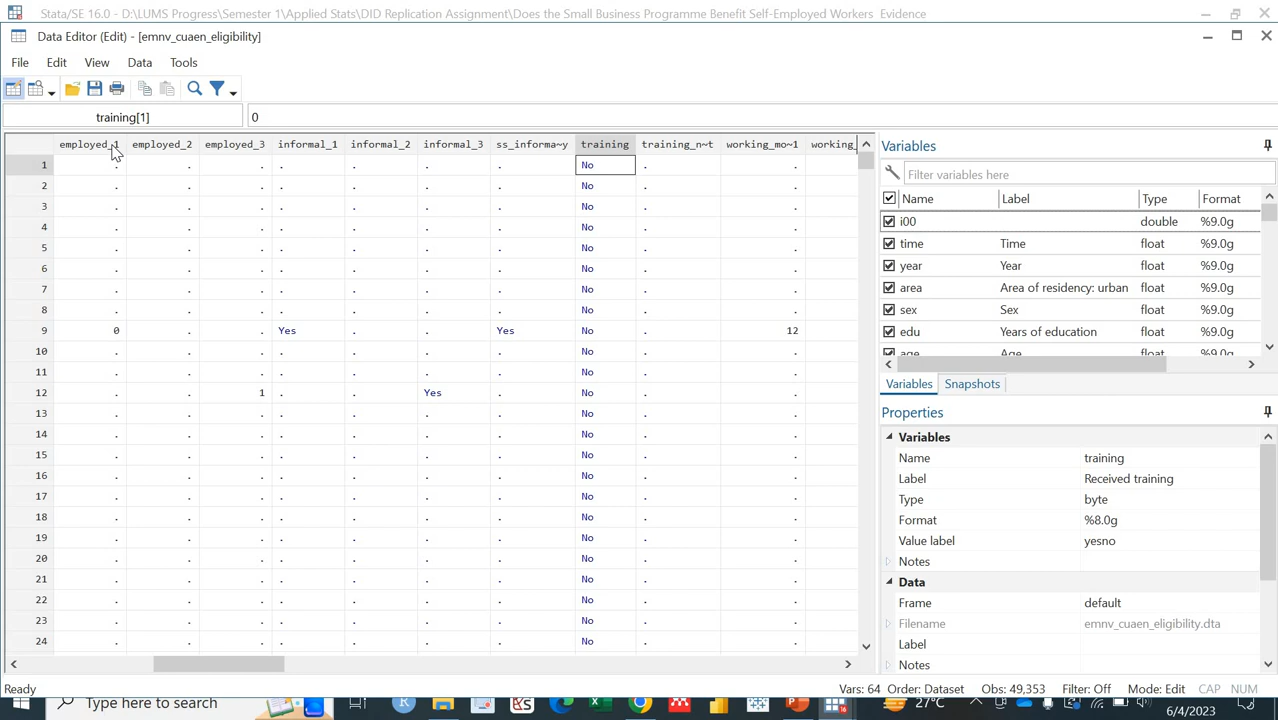 Stata/SE 16.0 - D:\LUMS Progress\Semester 1\Applied Stats\DID Replication Assignment\Does the Small Business Programme Benefit Self-Employed Workers Evidence
Data Editor (Edit) - [emnv_cuaen_eligibility]
File Edit View Data Tools
training[1] 0
employed_1 employed_2 employed_3 informal_1 informal_2 informal_3 ss_informa~y training training_n~t working_mo~1 working_
1 . . . . . . . No . .
2 . . . . . . . No . .
3 . . . . . . . No . .
4 . . . . . . . No . .
5 . . . . . . . No . .
6 . . . . . . . No . .
7 . . . . . . . No . .
8 . . . . . . . No . .
9 0 . . Yes . . Yes No . 12
10 . . . . . . . No . .
11 . . . . . . . No . .
12 . . 1 . . Yes . No . .
13 . . . . . . . No . .
14 . . . . . . . No . .
15 . . . . . . . No . .
16 . . . . . . . No . .
17 . . . . . . . No . .
18 . . . . . . . No . .
19 . . . . . . . No . .
20 . . . . . . . No . .
21 . . . . . . . No . .
22 . . . . . . . No . .
23 . . . . . . . No . .
24 . . . . . . . No . .
Variables
Filter variables here
Name Label Type Format
i00 double %9.0g
time Time float %9.0g
year Year float %9.0g
area Area of residency: urban float %9.0g
sex Sex float %9.0g
edu Years of education float %9.0g
age Age float %9.0g
Variables Snapshots
Properties
Variables
Name training
Label Received training
Type byte
Format %8.0g
Value label yesno
Notes
Data
Frame default
Filename emnv_cuaen_eligibility.dta
Label
Notes
Ready Vars: 64 Order: Dataset Obs: 49,353 Filter: Off Mode: Edit CAP NUM
Type here to search 27°C
6/4/2023